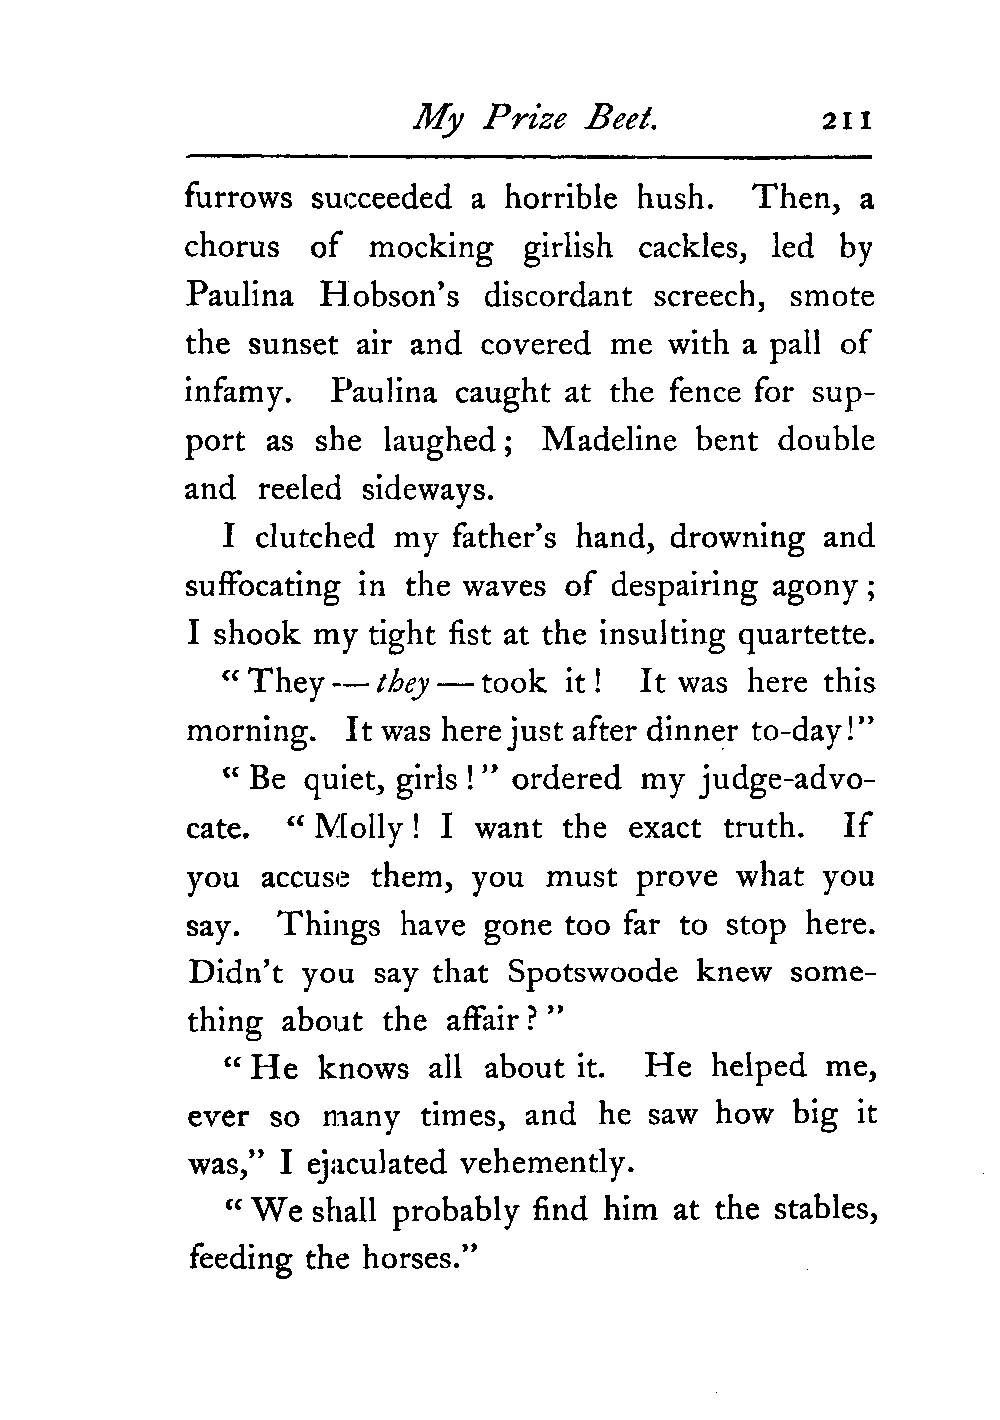 My Prize Beet. 211
furrows succeeded a horrible hush. Then, a
chorus of mocking girlish cackles, led by
Paulina Hobson's discordant screech, smote
the sunset air and covered me with a pall of
infamy. Paulina caught at the fence for sup-
port as she laughed; Madeline bent double
and reeled sideways.
I clutched my father's hand, drowning and
suffocating in the waves of despairing agony;
I shook my tight fist at the insulting quartette.
"They — they — took it! It was here this
morning. It was here just after dinner to-day!"
"Be quiet, girls!" ordered my judge-advo-
cate. "Molly! I want the exact truth. If
you accuse them, you must prove what you
say. Things have gone too far to stop here.
Didn't you say that Spotswoode knew some-
thing about the affair?"
"He knows all about it. He helped me,
ever so many times, and he saw how big it
was," I ejaculated vehemently.
"We shall probably find him at the stables,
feeding the horses."